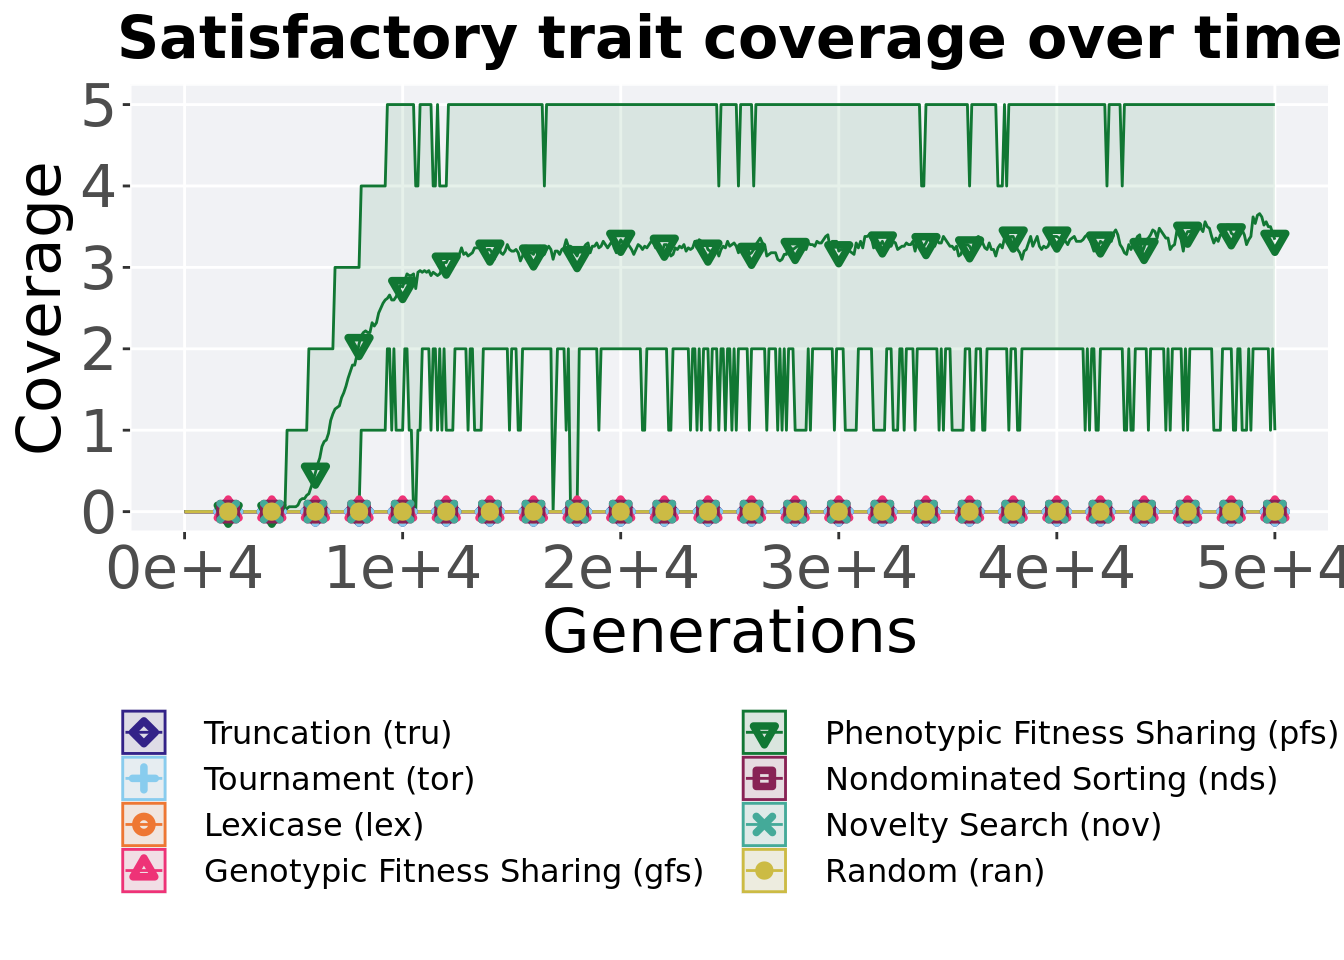 Satisfactory trait coverage over time
Coverage
5
4
3
2
1
0
0e+4 1e+4 2e+4 3e+4 4e+4 5e+4
Generations
Truncation (tru)
Tournament (tor)
Lexicase (lex)
Genotypic Fitness Sharing (gfs)
Phenotypic Fitness Sharing (pfs)
Nondominated Sorting (nds)
Novelty Search (nov)
Random (ran)